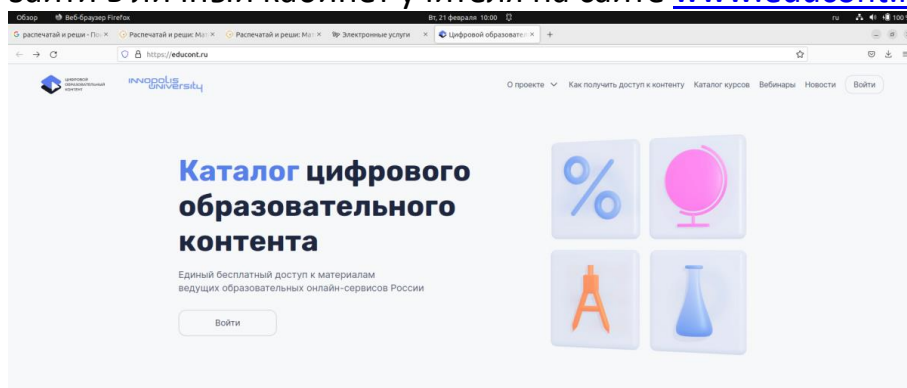 Зайти в личный кабинет учителя на сайте www.educont.
Обзор Веб-браузер Firefox Вт, 21 февраля 10:00 ru 100
распечатай и реши - По × Распечатай и реши: Мат × Распечатай и реши: Мат × Электронные услуги × Цифровой образовател × +
https://educont.ru
ЦИФРОВОЙ ОБРАЗОВАТЕЛЬНЫЙ КОНТЕНТ
INNOPOLIS UNIVERSITY
О проекте Как получить доступ к контенту Каталог курсов Вебинары Новости Войти
Каталог цифрового
образовательного
контента
Единый бесплатный доступ к материалам
ведущих образовательных онлайн-сервисов России
Войти